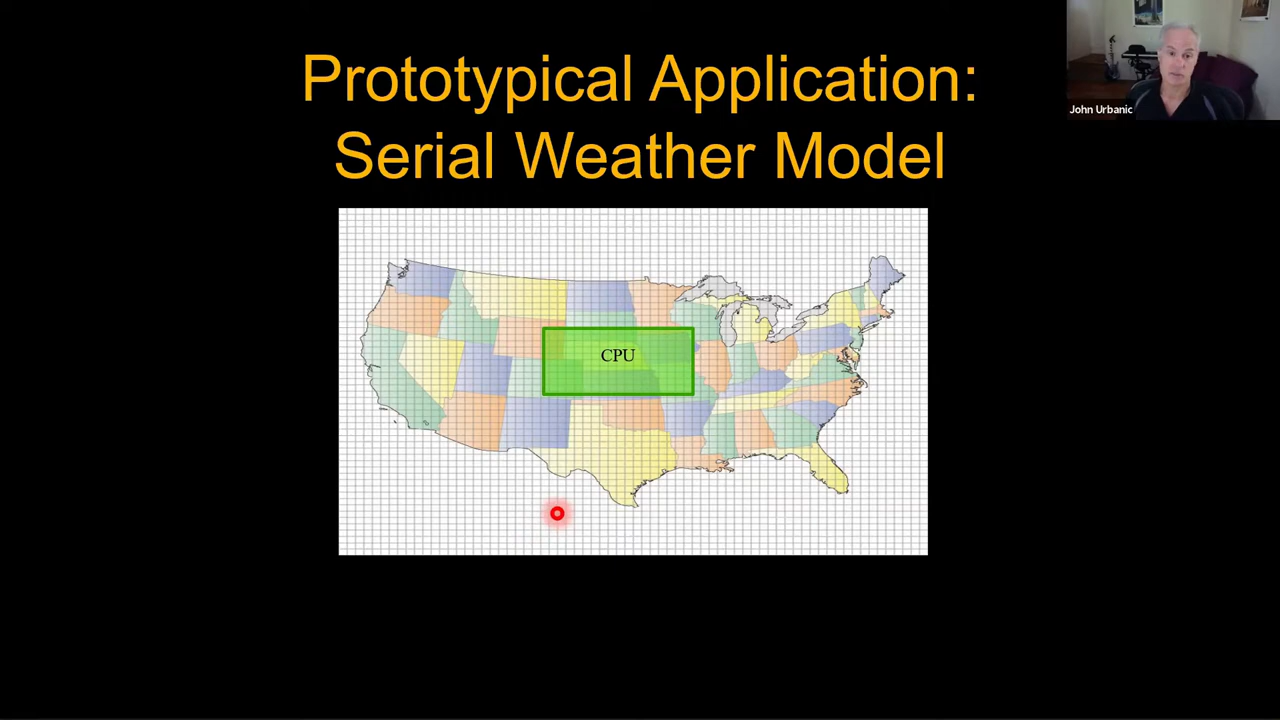 Prototypical Application:
Serial Weather Model
John Urbanic
CPU